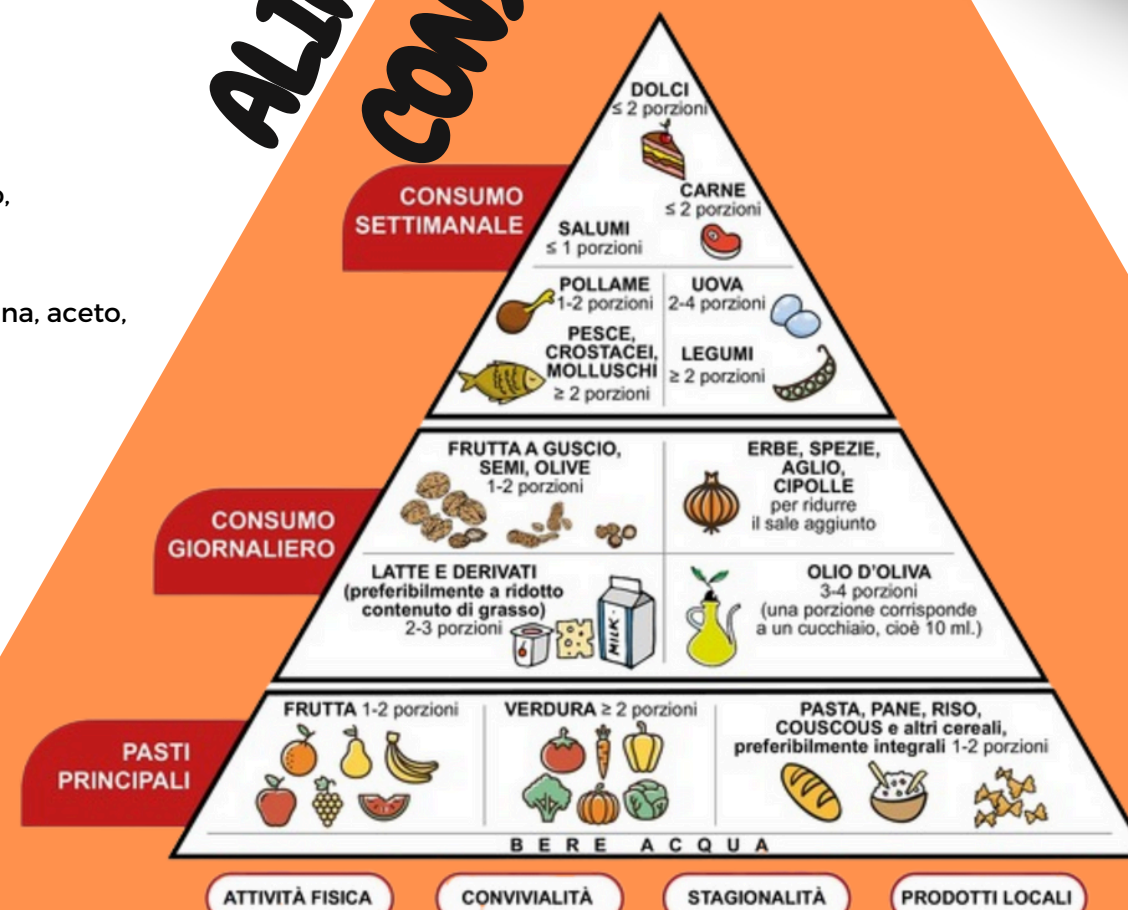 DOLCI
≤ 2 porzioni
CARNE
≤ 2 porzioni
SALUMI
≤ 1 porzioni
CONSUMO
SETTIMANALE
POLLAME
1-2 porzioni
UOVA
2-4 porzioni
PESCE,
CROSTACEI,
MOLLUSCHI
≥ 2 porzioni
LEGUMI
≥ 2 porzioni
na, aceto,
CONSUMO
GIORNALIERO
FRUTTA A GUSCIO,
SEMI, OLIVE
1-2 porzioni
ERBE, SPEZIE,
AGLIO,
CIPOLLE
per ridurre
il sale aggiunto
LATTE E DERIVATI
(preferibilmente a ridotto
contenuto di grasso)
2-3 porzioni
MILK
OLIO D'OLIVA
3-4 porzioni
(una porzione corrisponde
a un cucchiaio, cioè 10 ml.)
PASTI
PRINCIPALI
FRUTTA 1-2 porzioni
VERDURA ≥ 2 porzioni
PASTA, PANE, RISO,
COUSCOUS e altri cereali,
preferibilmente integrali 1-2 porzioni
BERE ACQUA
ATTIVITÀ FISICA
CONVIVIALITÀ
STAGIONALITÀ
PRODOTTI LOCALI